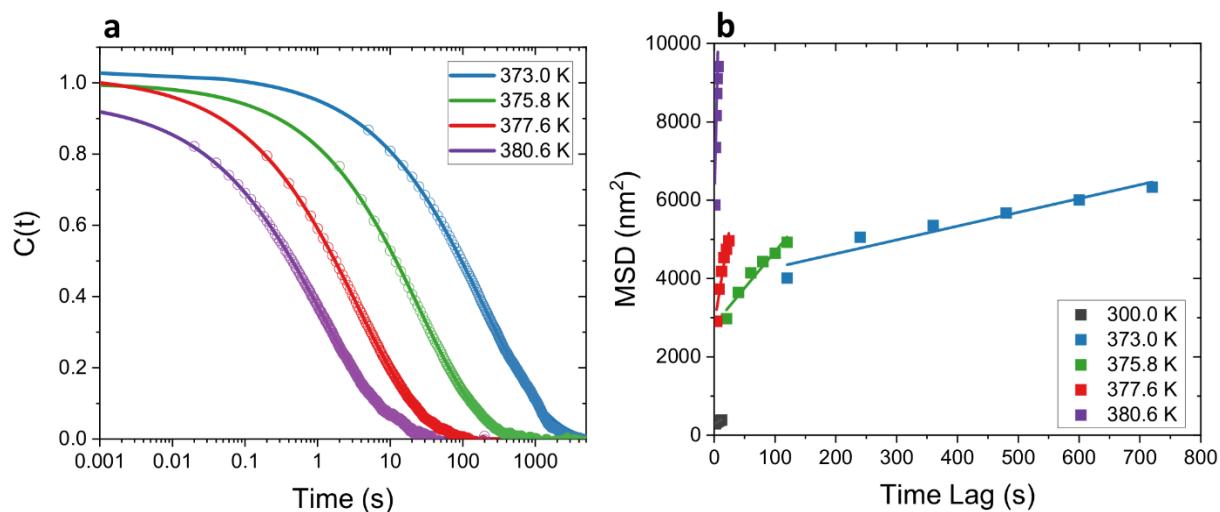 a
1.0
0.8
0.6
0.4
0.2
0.0
C(t)
0.001 0.01 0.1 1 10 100 1000
Time (s)
373.0 K
375.8 K
377.6 K
380.6 K
b
10000
8000
6000
4000
2000
0
MSD (nm²)
0 100 200 300 400 500 600 700 800
Time Lag (s)
300.0 K
373.0 K
375.8 K
377.6 K
380.6 K